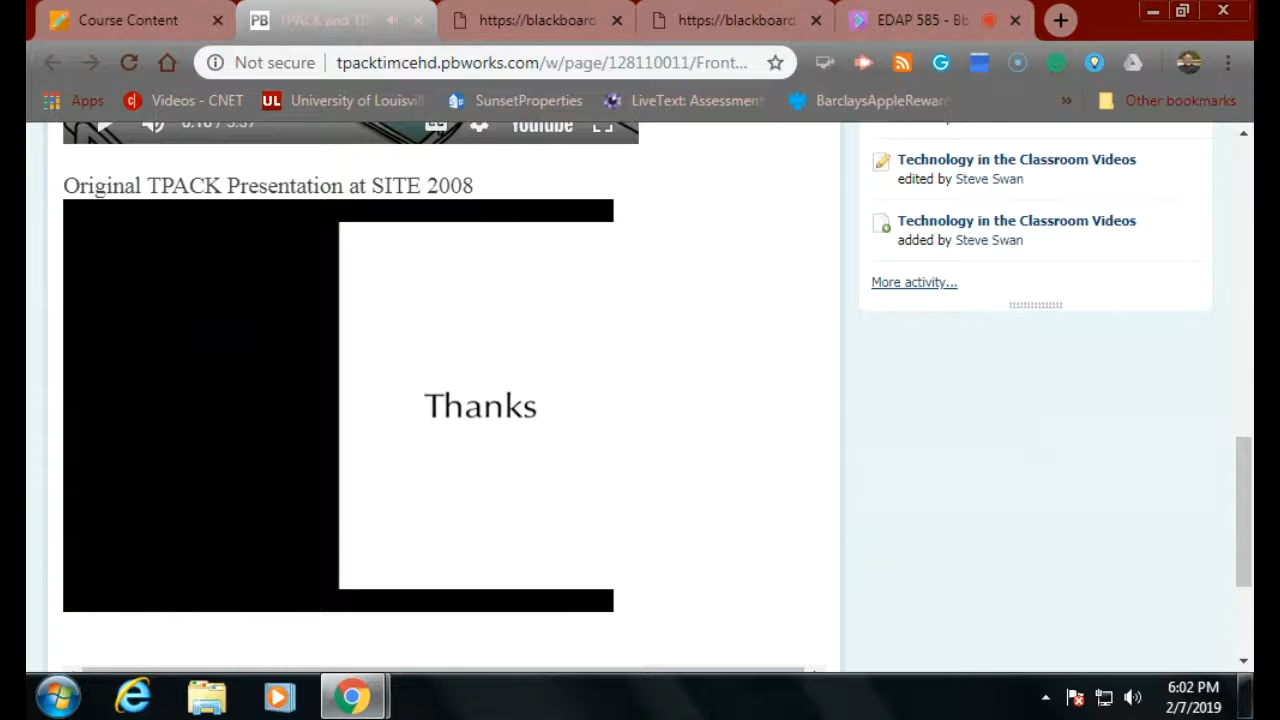 Course Content
PB
https://blackboard
https://blackboard
EDAP 585 - Bb
Not secure
tpacktimcehd.pbworks.com/w/page/128110011/Front...
Apps
Videos - CNET
UL University of Louisvil
SunsetProperties
LiveText: Assessment
BarclaysAppleRewar
» Other bookmarks
YouTube
Technology in the Classroom Videos
edited by Steve Swan
Original TPACK Presentation at SITE 2008
Technology in the Classroom Videos
added by Steve Swan
More activity...
Thanks
6:02 PM
2/7/2019